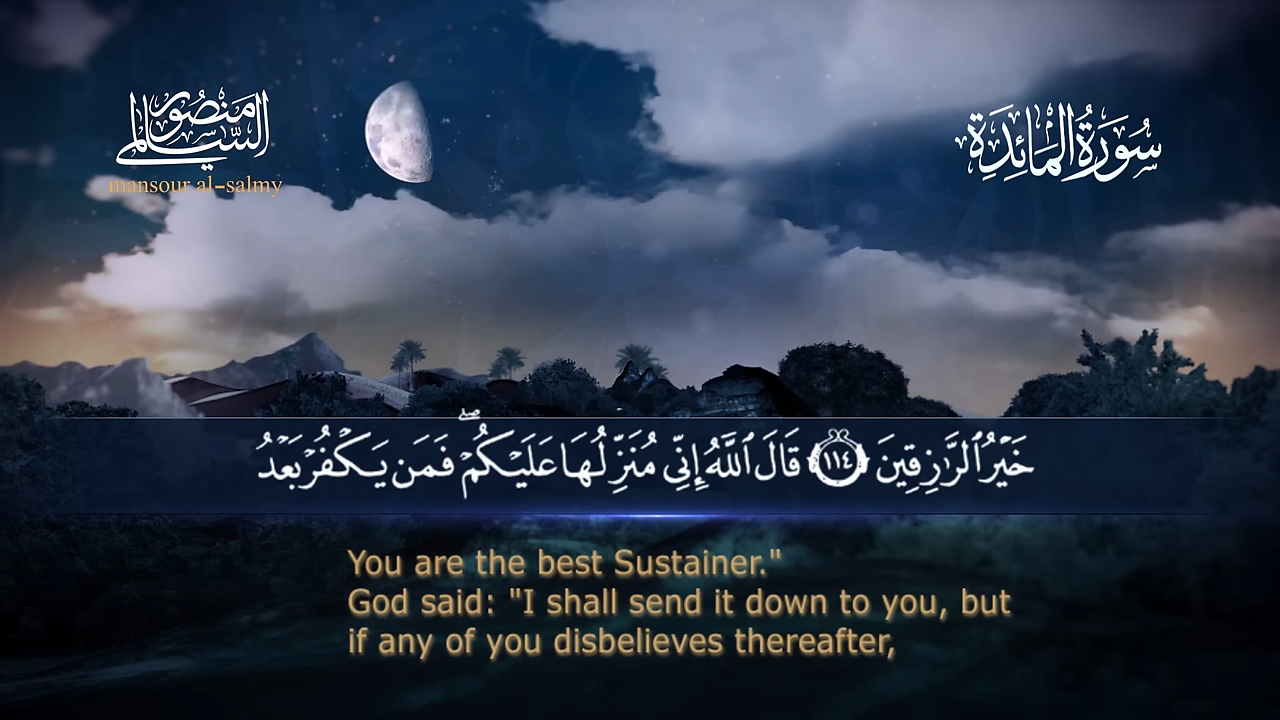 منصور السالمي
mansour al-salmy
سُورَةُ المَائِدَةِ
خَيْرُ ٱلرَّٰزِقِينَ ١١٤ قَالَ ٱللَّهُ إِنِّى مُنَزِّلُهَا عَلَيْكُمْ ۖ فَمَن يَكْفُرْ بَعْدُ
You are the best Sustainer."
God said: "I shall send it down to you, but
if any of you disbelieves thereafter,